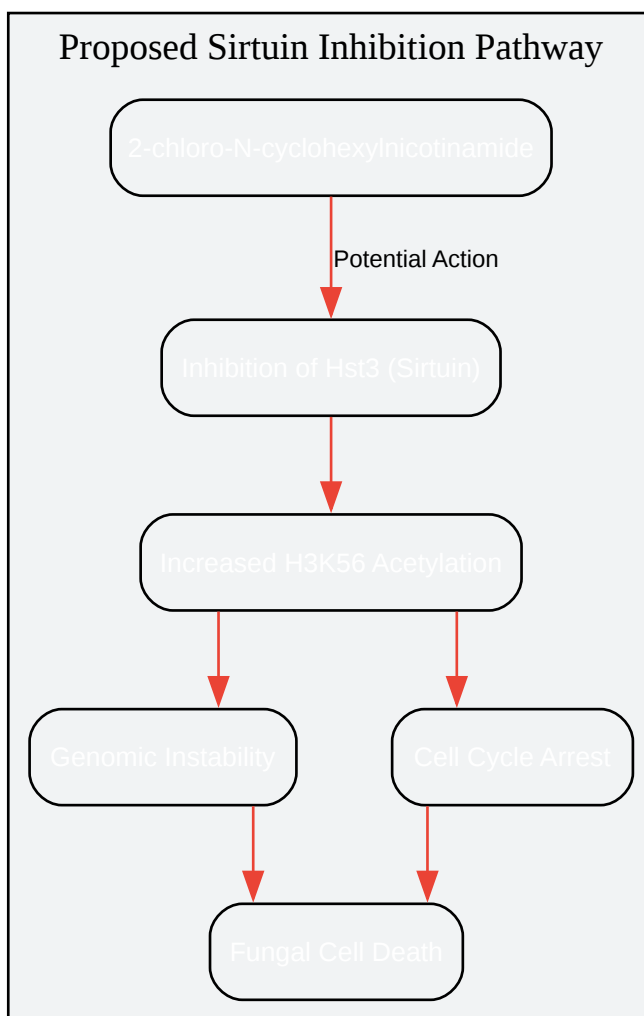 Proposed Sirtuin Inhibition Pathway
2-chloro-N-cyclohexylnicotinamide
Potential Action
Inhibition of Hst3 (Sirtuin)
Increased H3K56 Acetylation
Genomic Instability
Cell Cycle Arrest
Fungal Cell Death